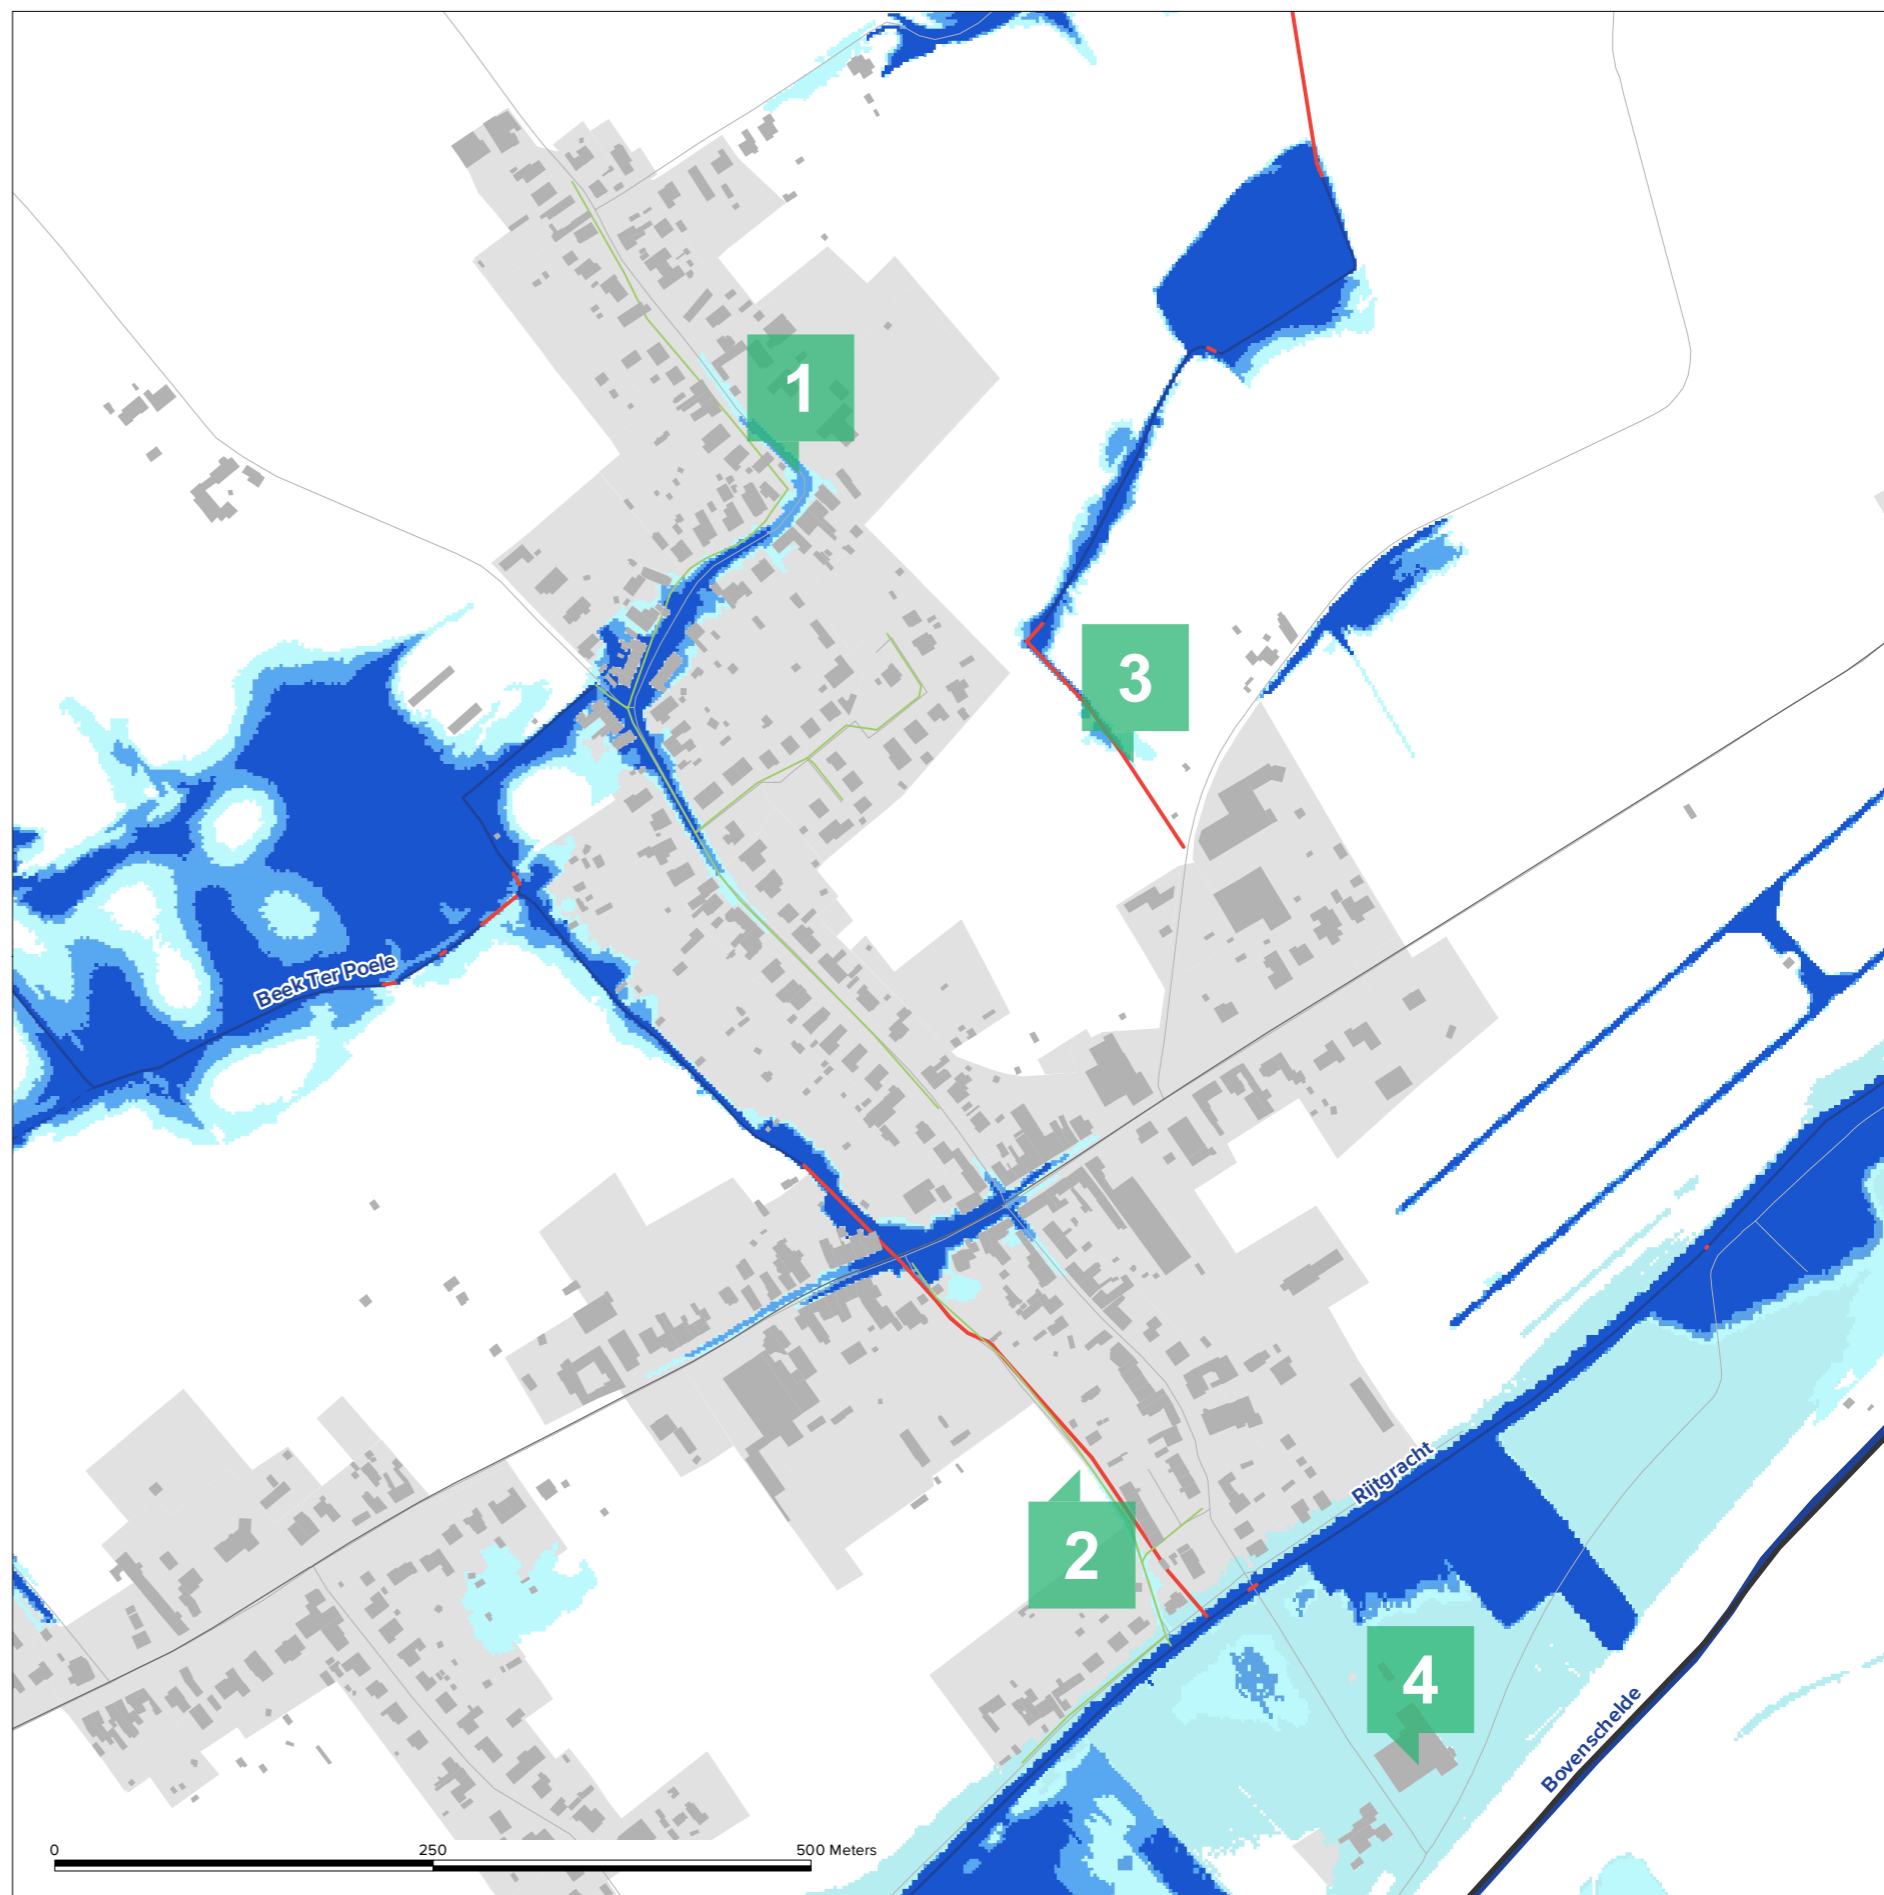 1
3
Beek Ter Poele
Rijtgracht
2
4
Bovenschelde
0 250 500 Meters